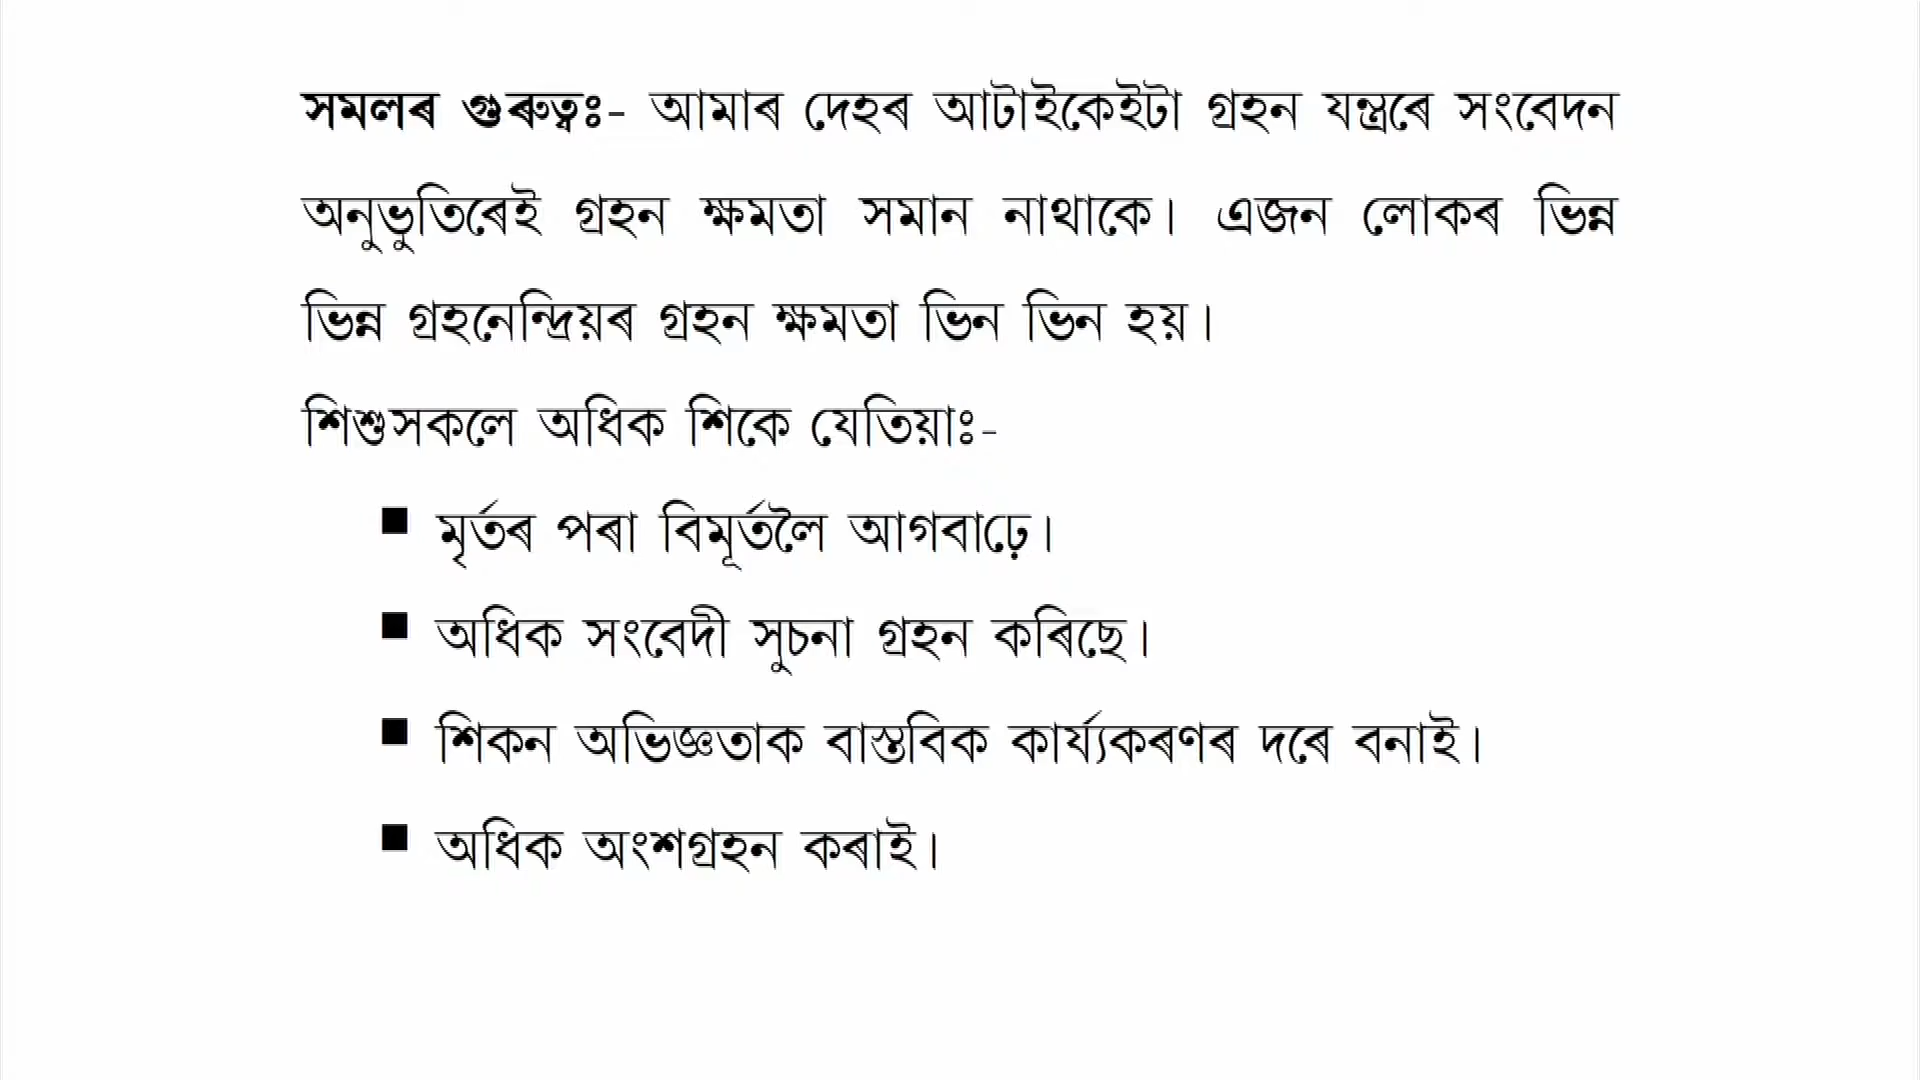 সমলৰ গুৰুত্বঃ- আমাৰ দেহৰ আটাইকেইটা গ্ৰহন যন্ত্ৰৰে সংবেদন
অনুভুতিৰেই গ্ৰহন ক্ষমতা সমান নাথাকে। এজন লোকৰ ভিন্ন
ভিন্ন গ্ৰহনেন্দ্ৰিয়ৰ গ্ৰহন ক্ষমতা ভিন ভিন হয়।
শিশুসকলে অধিক শিকে যেতিয়াঃ-
■ মৃৰ্তৰ পৰা বিমূৰ্তলৈ আগবাঢ়ে।
■ অধিক সংবেদী সুচনা গ্ৰহন কৰিছে।
■ শিকন অভিজ্ঞতাক বাস্তবিক কাৰ্য্যকৰণৰ দৰে বনাই।
■ অধিক অংশগ্ৰহন কৰাই।